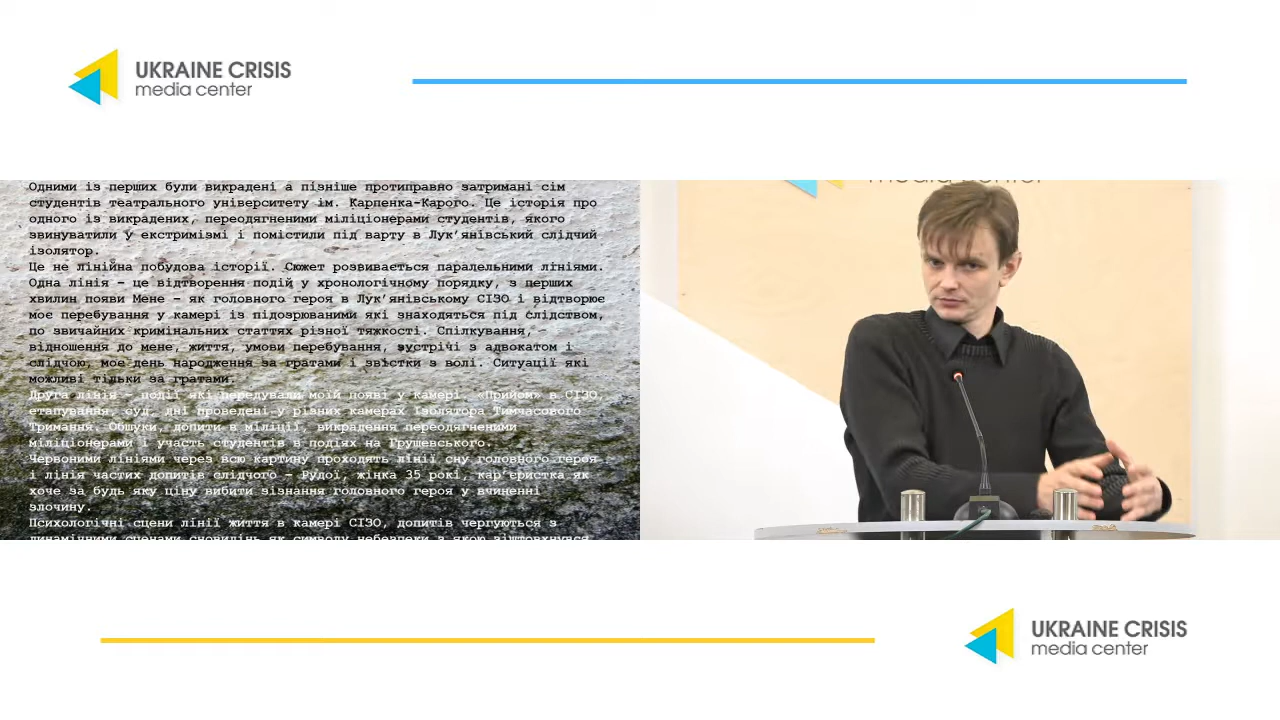 UKRAINE CRISIS
media center
Одними із перших були викрадені а пізніше протиправно затримані сім
студентів театрального університету ім. Карпенка-Карого. Це історія про
одного із викрадених, переодягненими міліціонерами студентів, якого
звинуватили у екстримізмі і помістили під варту в Лук’янівський слідчий
ізолятор.
Це не лінійна побудова історії. Сюжет розвивається паралельними лініями.
Одна лінія – це відтворення подій у хронологічному порядку, з перших
хвилин появи Мене – як головного героя в Лук’янівському СІЗО і відтворює
моє перебування у камері із підозрюваними які знаходяться під слідством,
по звичайних кримінальних статтях різної тяжкості. Спілкування,
відношення до мене, життя, умови перебування, зустрічі з адвокатом і
слідчою, моє день народження за гратами і звістки з волі. Ситуації які
можливі тільки за гратами.
Друга лінія – події які передували моїй появі у камері. «Прийом» в СІЗО,
етапування, суд, дні проведені у різних камерах Ізолятора Тимчасового
Тримання. Обшуки, допити в міліції, викрадення переодягненими
міліціонерами і участь студентів в подіях на Грушевського.
Червоними лініями через всю картину проходять лінії сну головного героя
і лінія частих допитів слідчого – Рудої, жінка 35 рокі, кар’єристка як
хоче за будь яку ціну вибити зізнання головного героя у вчиненні
злочину.
Психологічні сцени лінії життя в камері СІЗО, допитів чергуються з
динамічними сценами сновидінь як символу небезпеки з якою зіштовхнувся
media center
UKRAINE CRISIS
media center